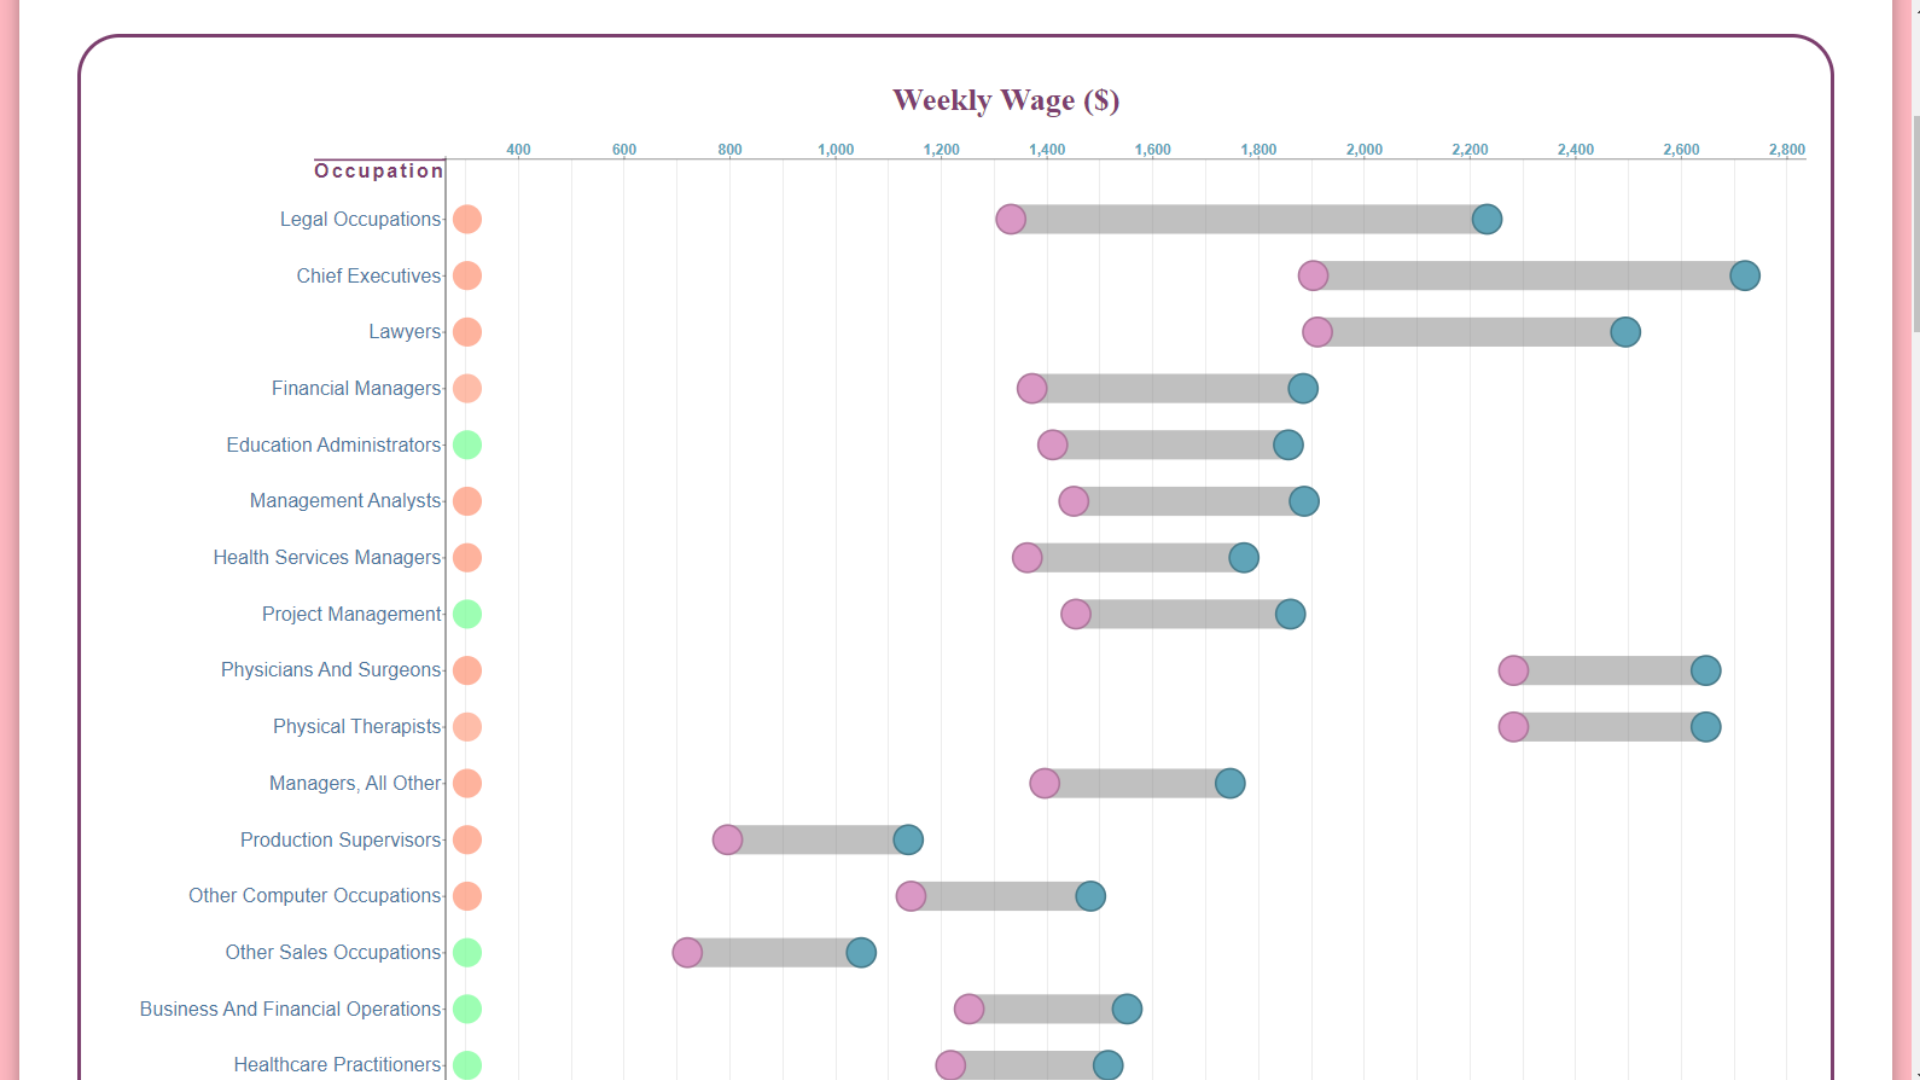 Weekly Wage ($)
400 600 800 1,000 1,200 1,400 1,600 1,800 2,000 2,200 2,400 2,600 2,800
Occupation
Legal Occupations
Chief Executives
Lawyers
Financial Managers
Education Administrators
Management Analysts
Health Services Managers
Project Management
Physicians And Surgeons
Physical Therapists
Managers, All Other
Production Supervisors
Other Computer Occupations
Other Sales Occupations
Business And Financial Operations
Healthcare Practitioners